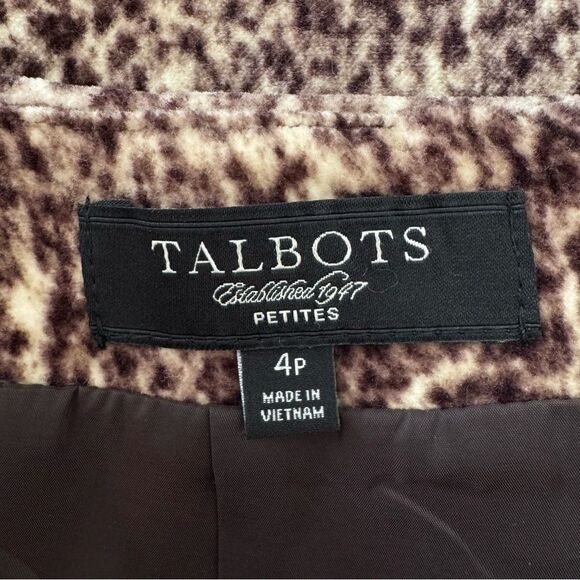 TALBOTS
Established 1947
PETITES
4P
MADE IN
VIETNAM